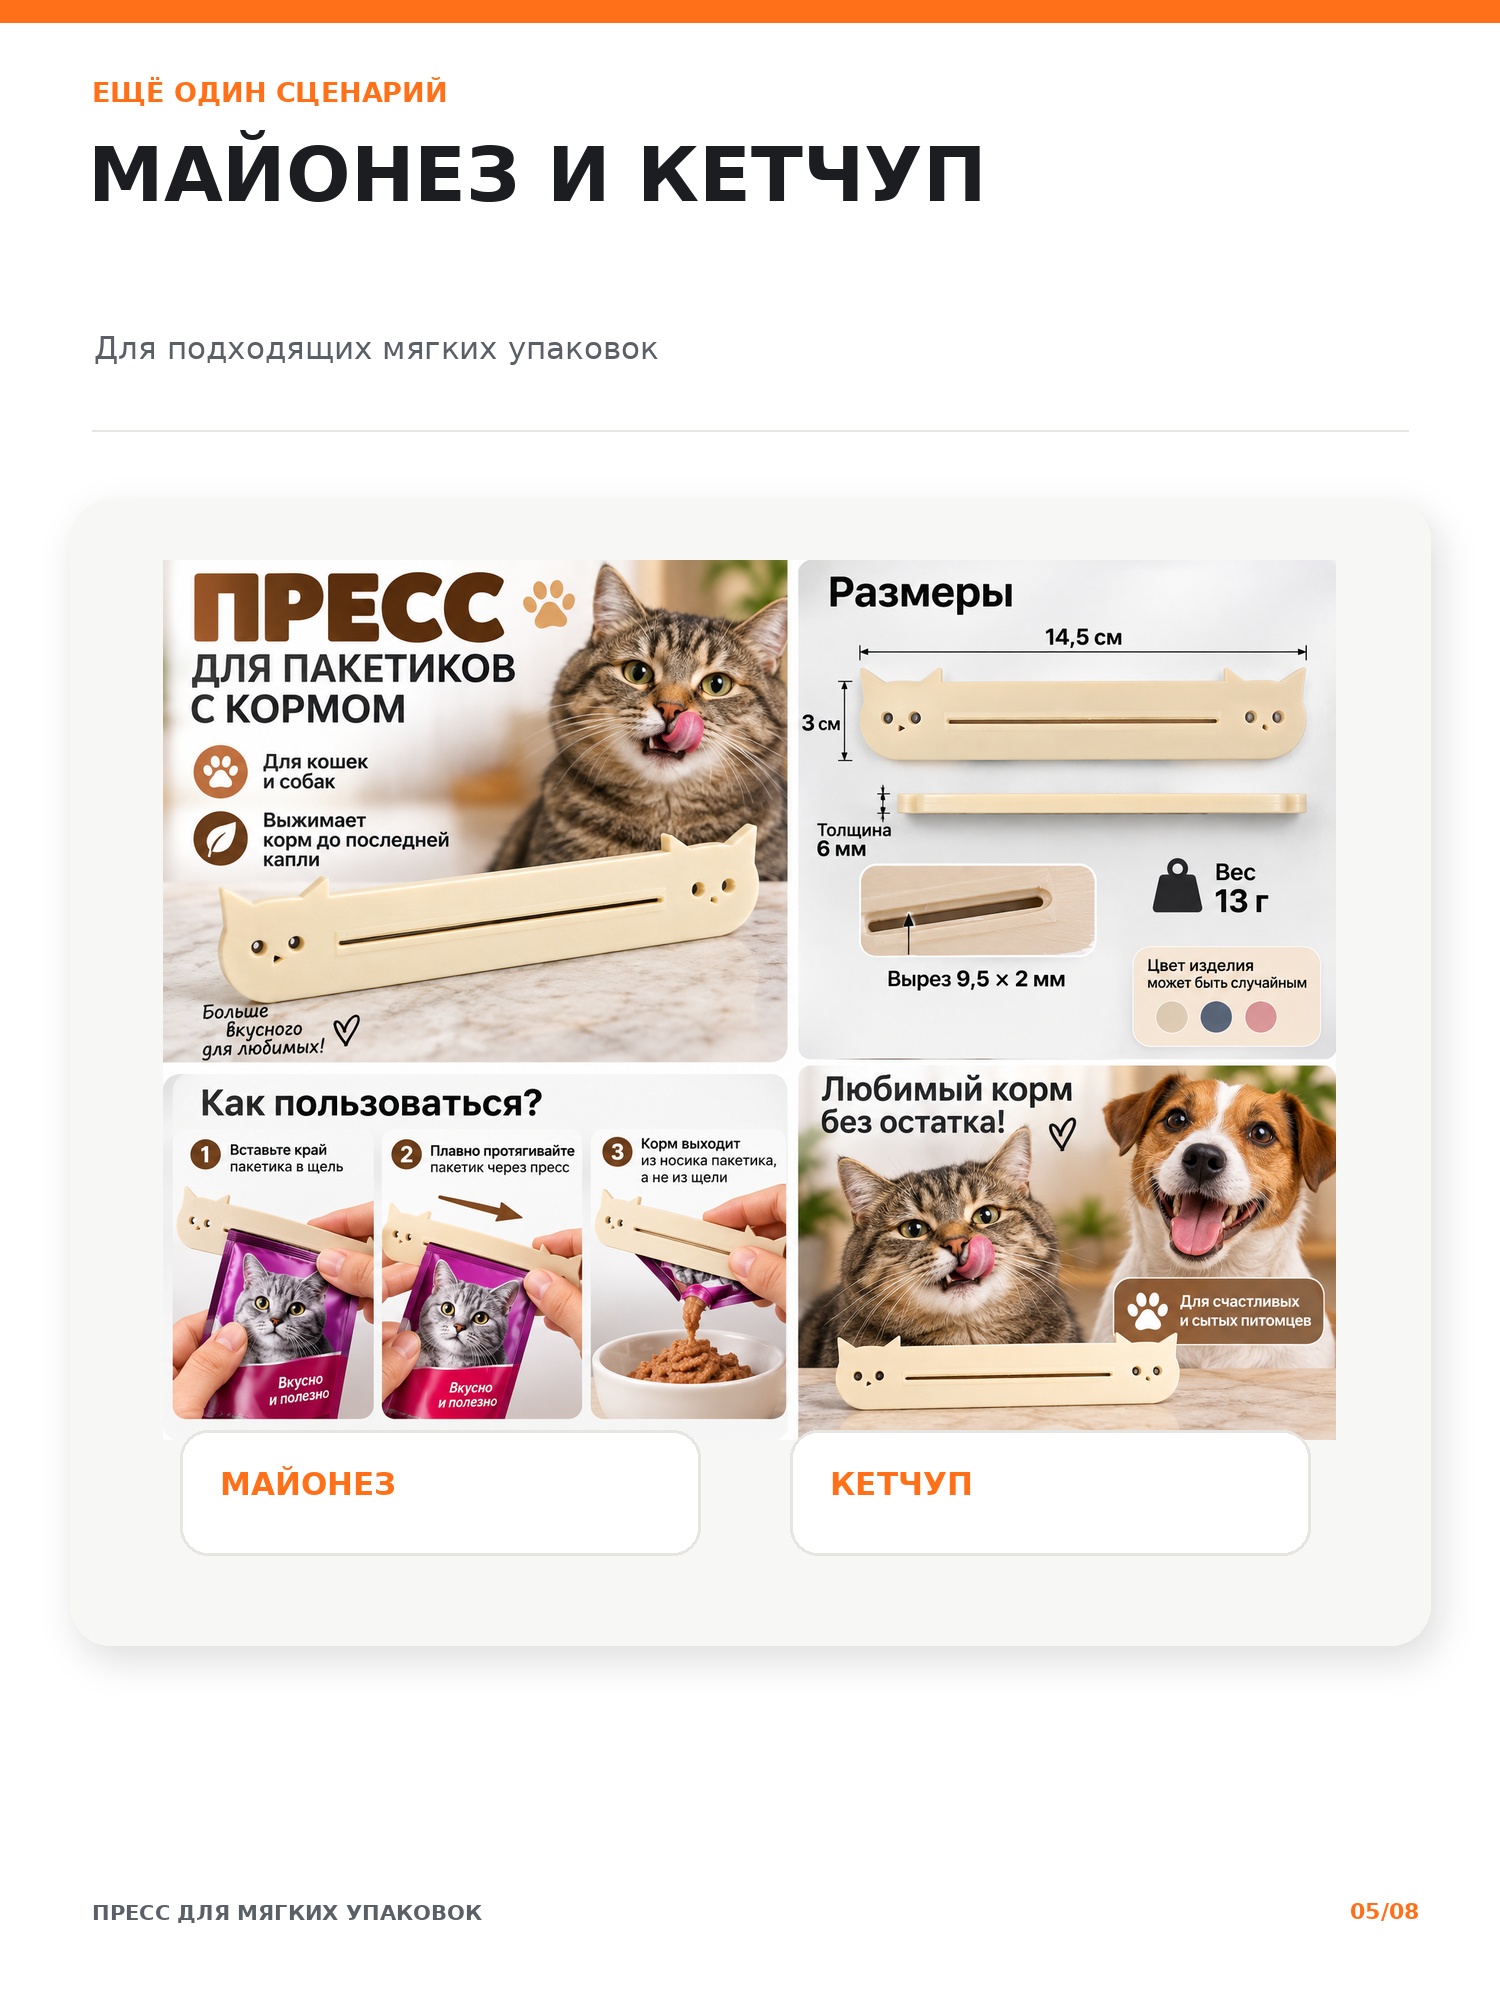 ЕЩЁ ОДИН СЦЕНАРИЙ
МАЙОНЕЗ И КЕТЧУП
Для подходящих мягких упаковок
ПРЕСС
ДЛЯ ПАКЕТИКОВ
С КОРМОМ
Для кошек
и собак
Выжимает
корм до последней
капли
Больше
вкусного
для любимых!
Размеры
14,5 см
3 см
Толщина
6 мм
Вес
13 г
Вырез 9,5 × 2 мм
Цвет изделия
может быть случайным
Как пользоваться?
1
Вставьте край
пакетика в щель
2
Плавно протягивайте
пакетик через пресс
3
Корм выходит
из носика пакетика,
а не из щели
Вкусно
и полезно
Вкусно
и полезно
Любимый корм
без остатка!
Для счастливых
и сытых питомцев
МАЙОНЕЗ
КЕТЧУП
ПРЕСС ДЛЯ МЯГКИХ УПАКОВОК
05/08